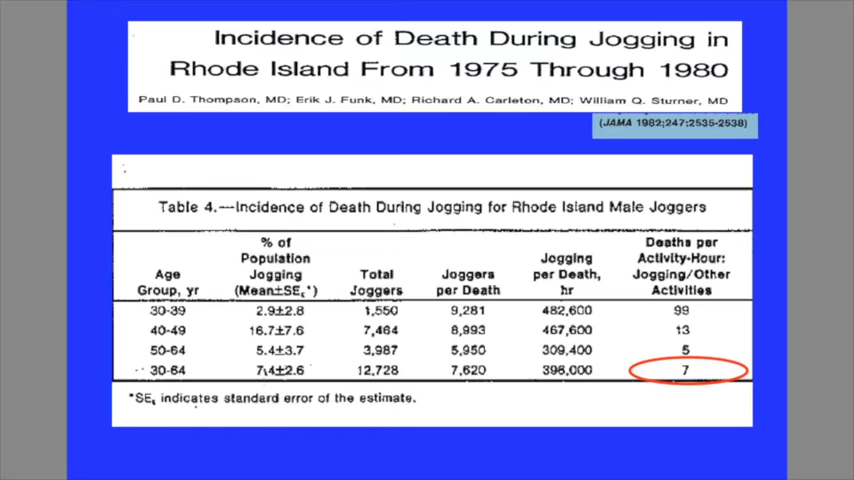 Incidence of Death During Jogging in
Rhode Island From 1975 Through 1980
Paul D. Thompson, MD; Erik J. Funk, MD; Richard A. Carleton, MD; William Q. Sturner, MD
(JAMA 1982;247:2535-2538)
Table 4.—Incidence of Death During Jogging for Rhode Island Male Joggers
Age Group, yr % of Population Jogging (Mean±SEε*) Total Joggers Joggers per Death Jogging per Death, hr Deaths per Activity-Hour: Jogging/Other Activities
30-39 2.9±2.8 1,550 9,281 482,600 99
40-49 16.7±7.6 7,464 8,993 467,600 13
50-64 5.4±3.7 3,987 5,950 309,400 5
30-64 7.4±2.6 12,728 7,620 396,000 7
*SEε indicates standard error of the estimate.